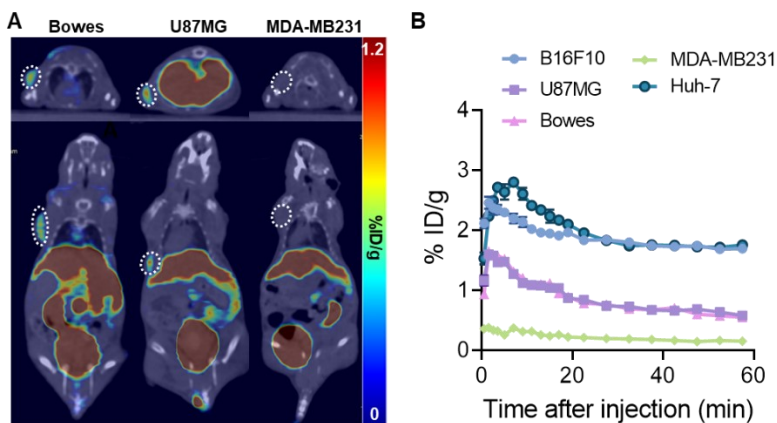 A
Bowes U87MG MDA-MB231
1.2
%ID/g
0
B
B16F10 MDA-MB231
U87MG Huh-7
Bowes
% ID/g
4
3
2
1
0
0 20 40 60
Time after injection (min)